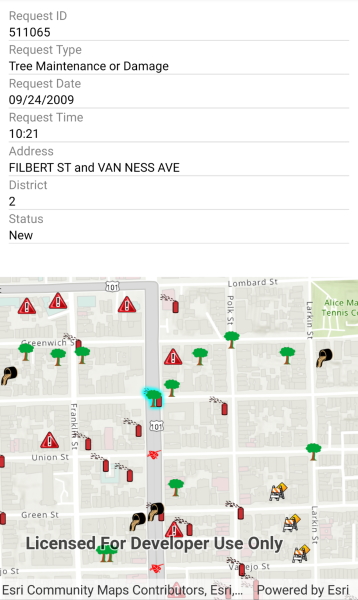 Request ID
511065
Request Type
Tree Maintenance or Damage
Request Date
09/24/2009
Request Time
10:21
Address
FILBERT ST and VAN NESS AVE
District
2
Status
New
101
Lombard St
Polk St
Larkin St
Alice Ma
Tennis C
Greenwich S
Franklin St
101
Union St
Green St
Larkin St
Licensed For Developer Use Only
Vallejo St
jo St
Esri Community Maps Contributors, Esri,...
Powered by Esri